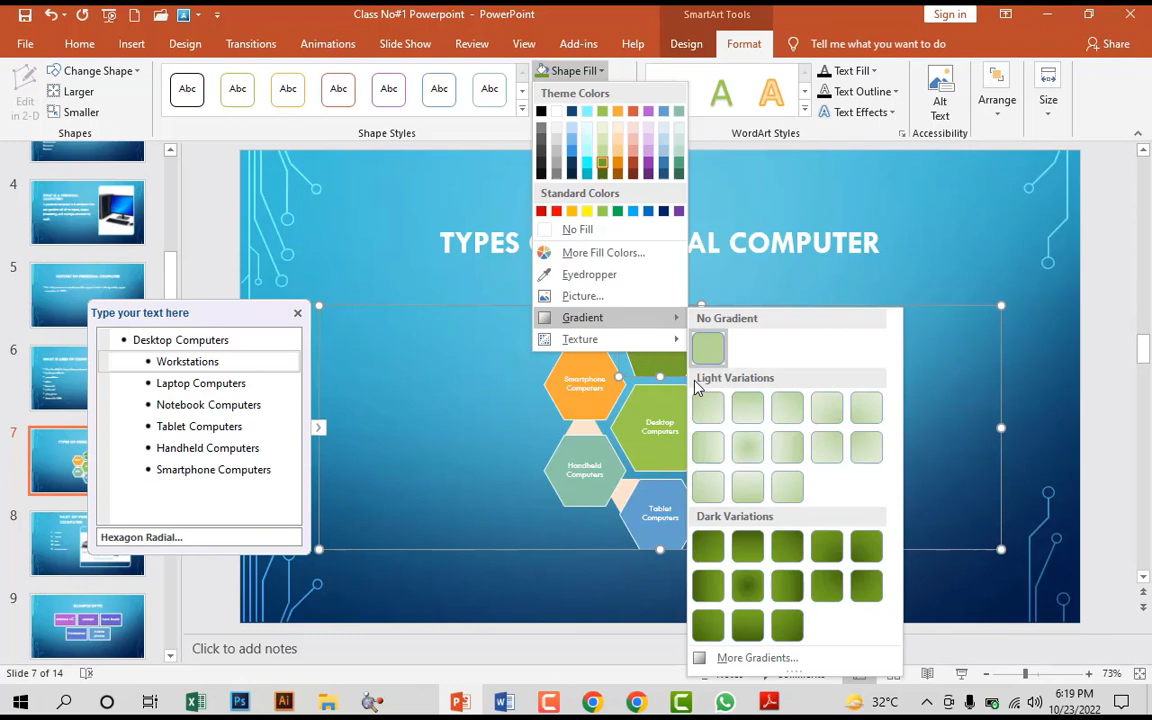 Class No#1 Powerpoint - PowerPoint
SmartArt Tools
Sign in
File
Home
Insert
Design
Transitions
Animations
Slide Show
Review
View
Add-ins
Help
Design
Format
Tell me what you want to do
Share
Edit
in 2-D
Change Shape
Larger
Smaller
Shapes
Abc
Abc
Abc
Abc
Abc
Abc
Abc
Shape Styles
Shape Fill
A
A
Text Fill
Text Outline
Text Effects
WordArt Styles
Alt
Text
Accessibility
Arrange
Size
Theme Colors
Standard Colors
No Fill
More Fill Colors...
Eyedropper
Picture...
Gradient
Texture
No Gradient
Light Variations
Dark Variations
More Gradients...
4
5
6
7
8
9
Type your text here
Desktop Computers
Workstations
Laptop Computers
Notebook Computers
Tablet Computers
Handheld Computers
Smartphone Computers
Hexagon Radial...
TYPES
AL COMPUTER
Smartphone
Computers
Desktop
Computers
Handheld
Computers
Tablet
Computers
Click to add notes
Slide 7 of 14
73%
32°C
6:19 PM
10/23/2022